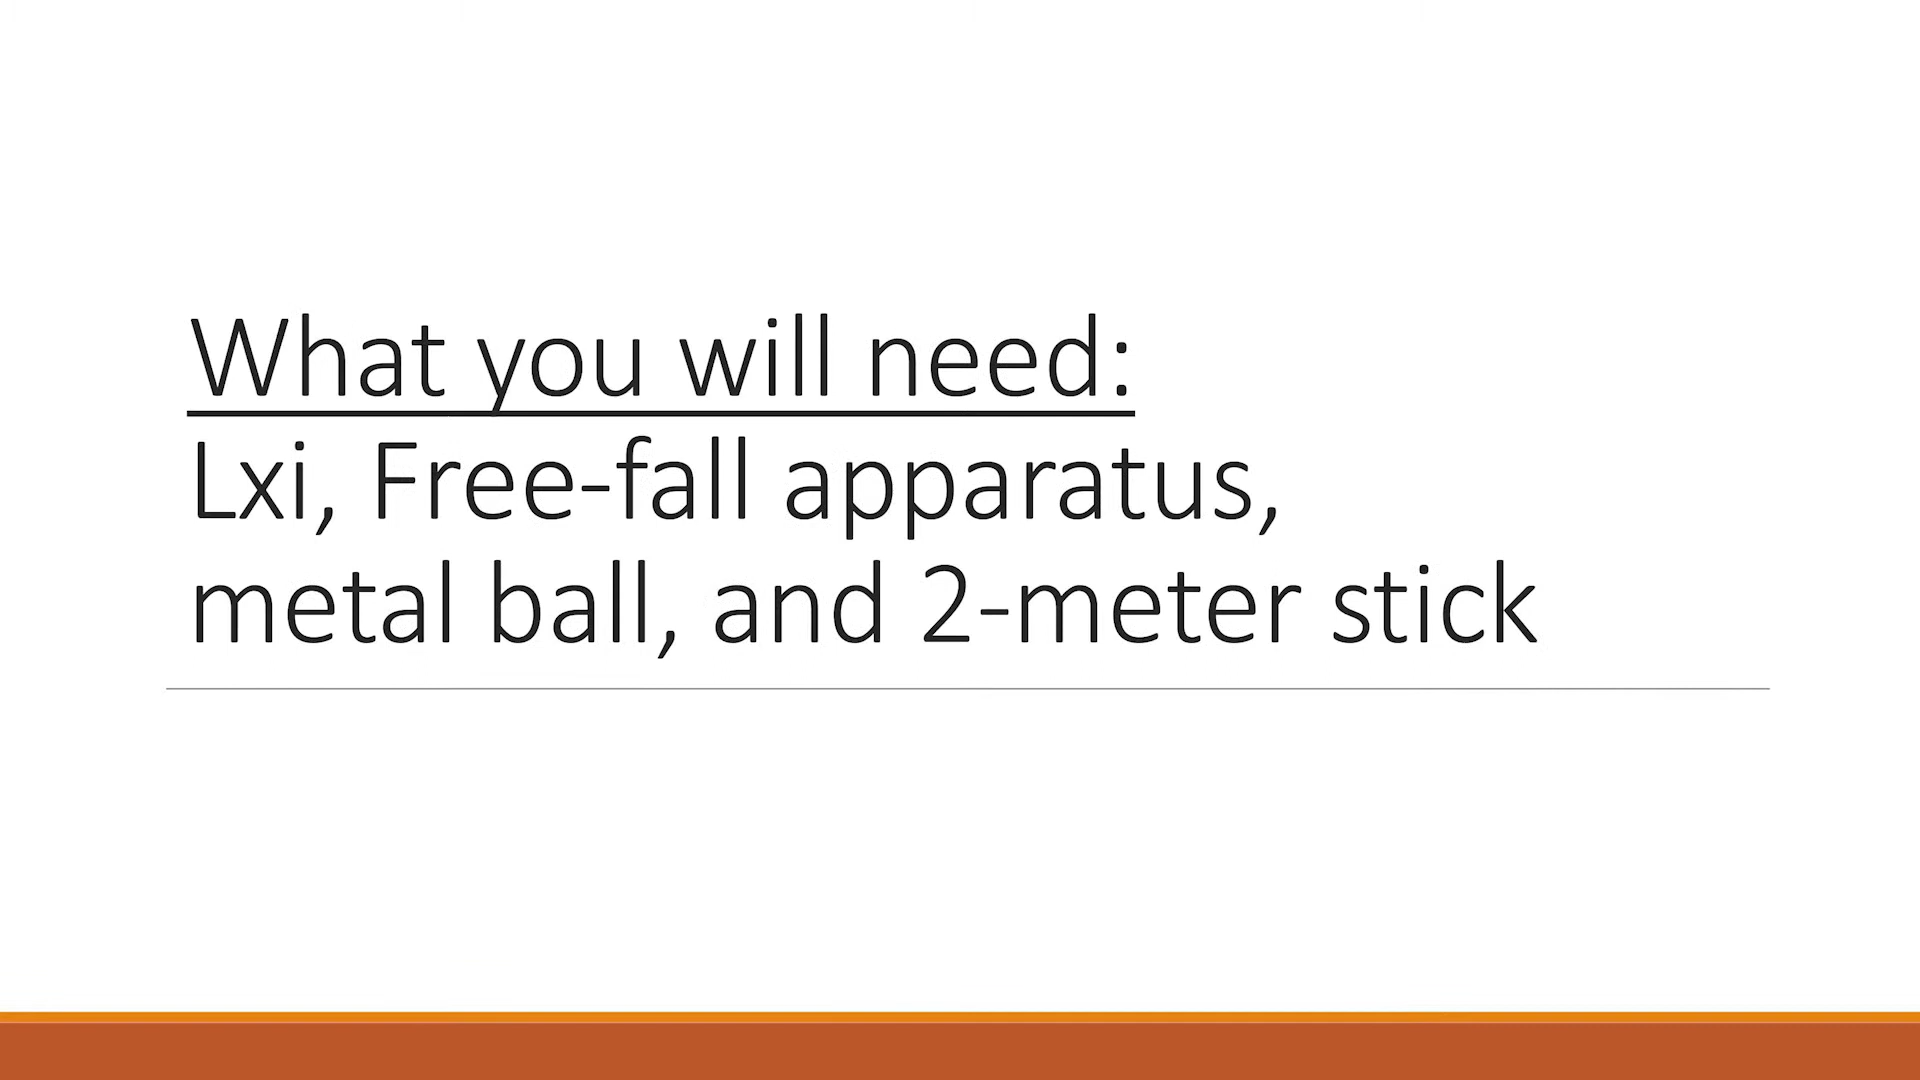 What you will need:
Lxi, Free-fall apparatus,
metal ball, and 2-meter stick